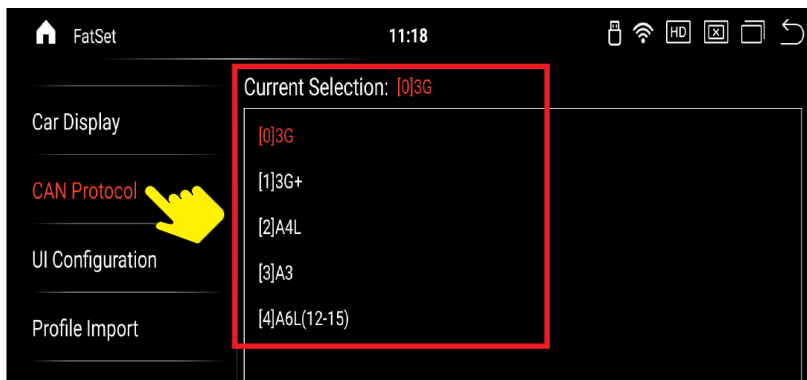 FatSet
11:18
HD
Current Selection: [0]3G
Car Display
[0]3G
CAN Protocol
[1]3G+
[2]A4L
UI Configuration
[3]A3
Profile Import
[4]A6L(12-15)